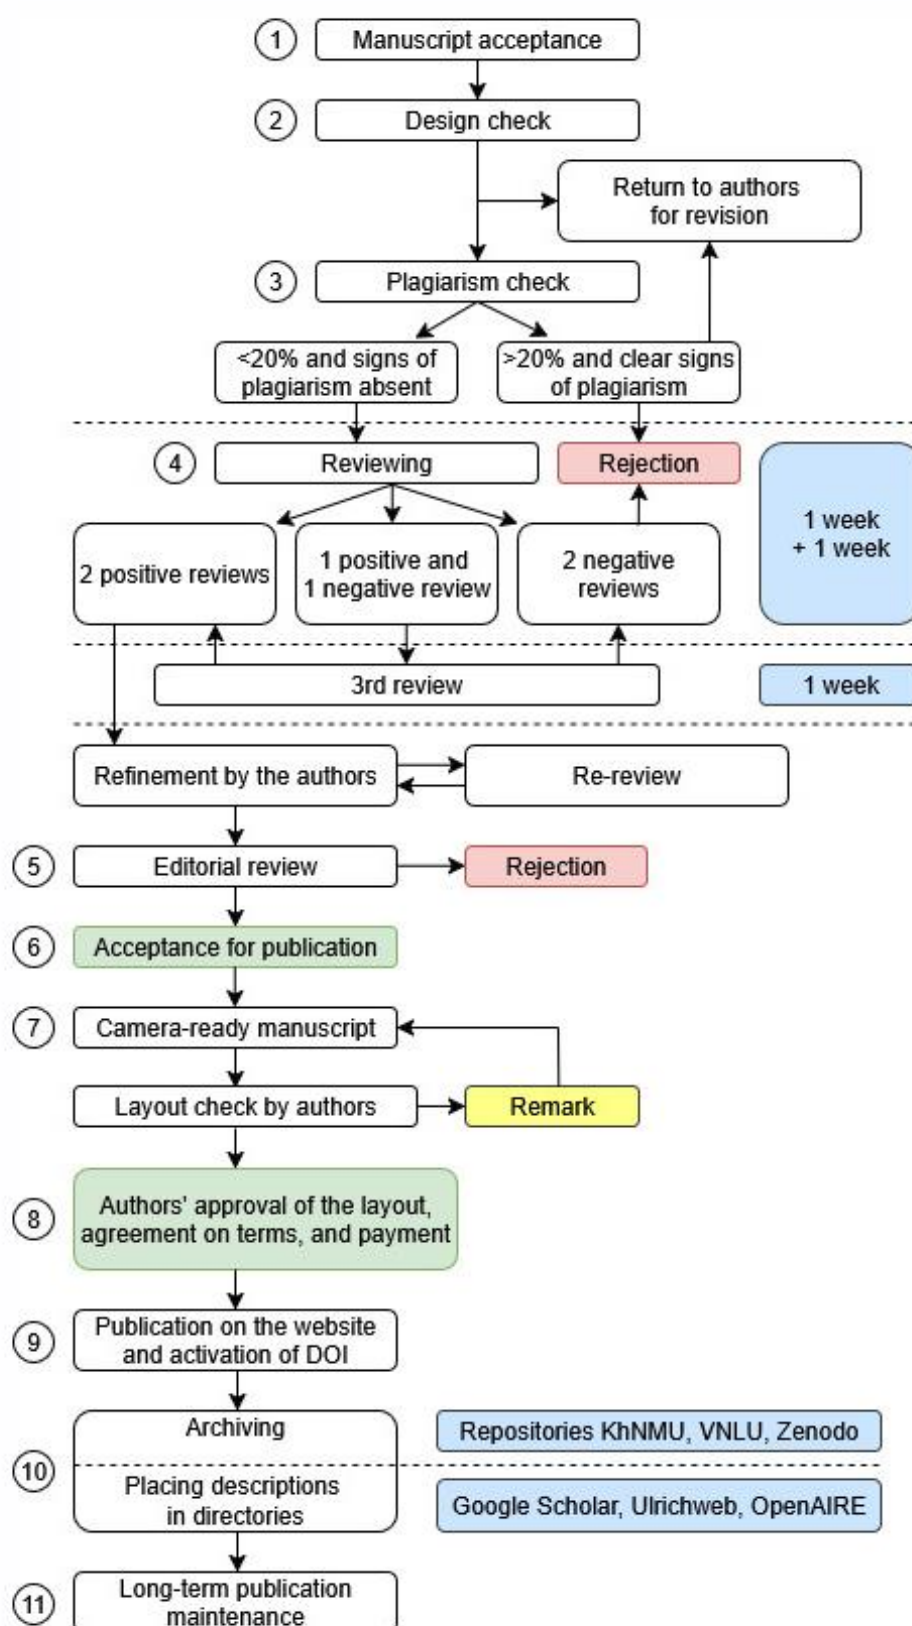 1
Manuscript acceptance
2
Design check
Return to authors
for revision
3
Plagiarism check
<20% and signs of
plagiarism absent
>20% and clear signs
of plagiarism
4
Reviewing
Rejection
1 week
+ 1 week
2 positive reviews
1 positive and
1 negative review
2 negative
reviews
3rd review
1 week
Refinement by the authors
Re-review
5
Editorial review
Rejection
6
Acceptance for publication
7
Camera-ready manuscript
Layout check by authors
Remark
8
Authors' approval of the layout,
agreement on terms, and payment
9
Publication on the website
and activation of DOI
10
Archiving
Repositories KhNMU, VNLU, Zenodo
Placing descriptions
in directories
Google Scholar, Ulrichweb, OpenAIRE
11
Long-term publication
maintenance